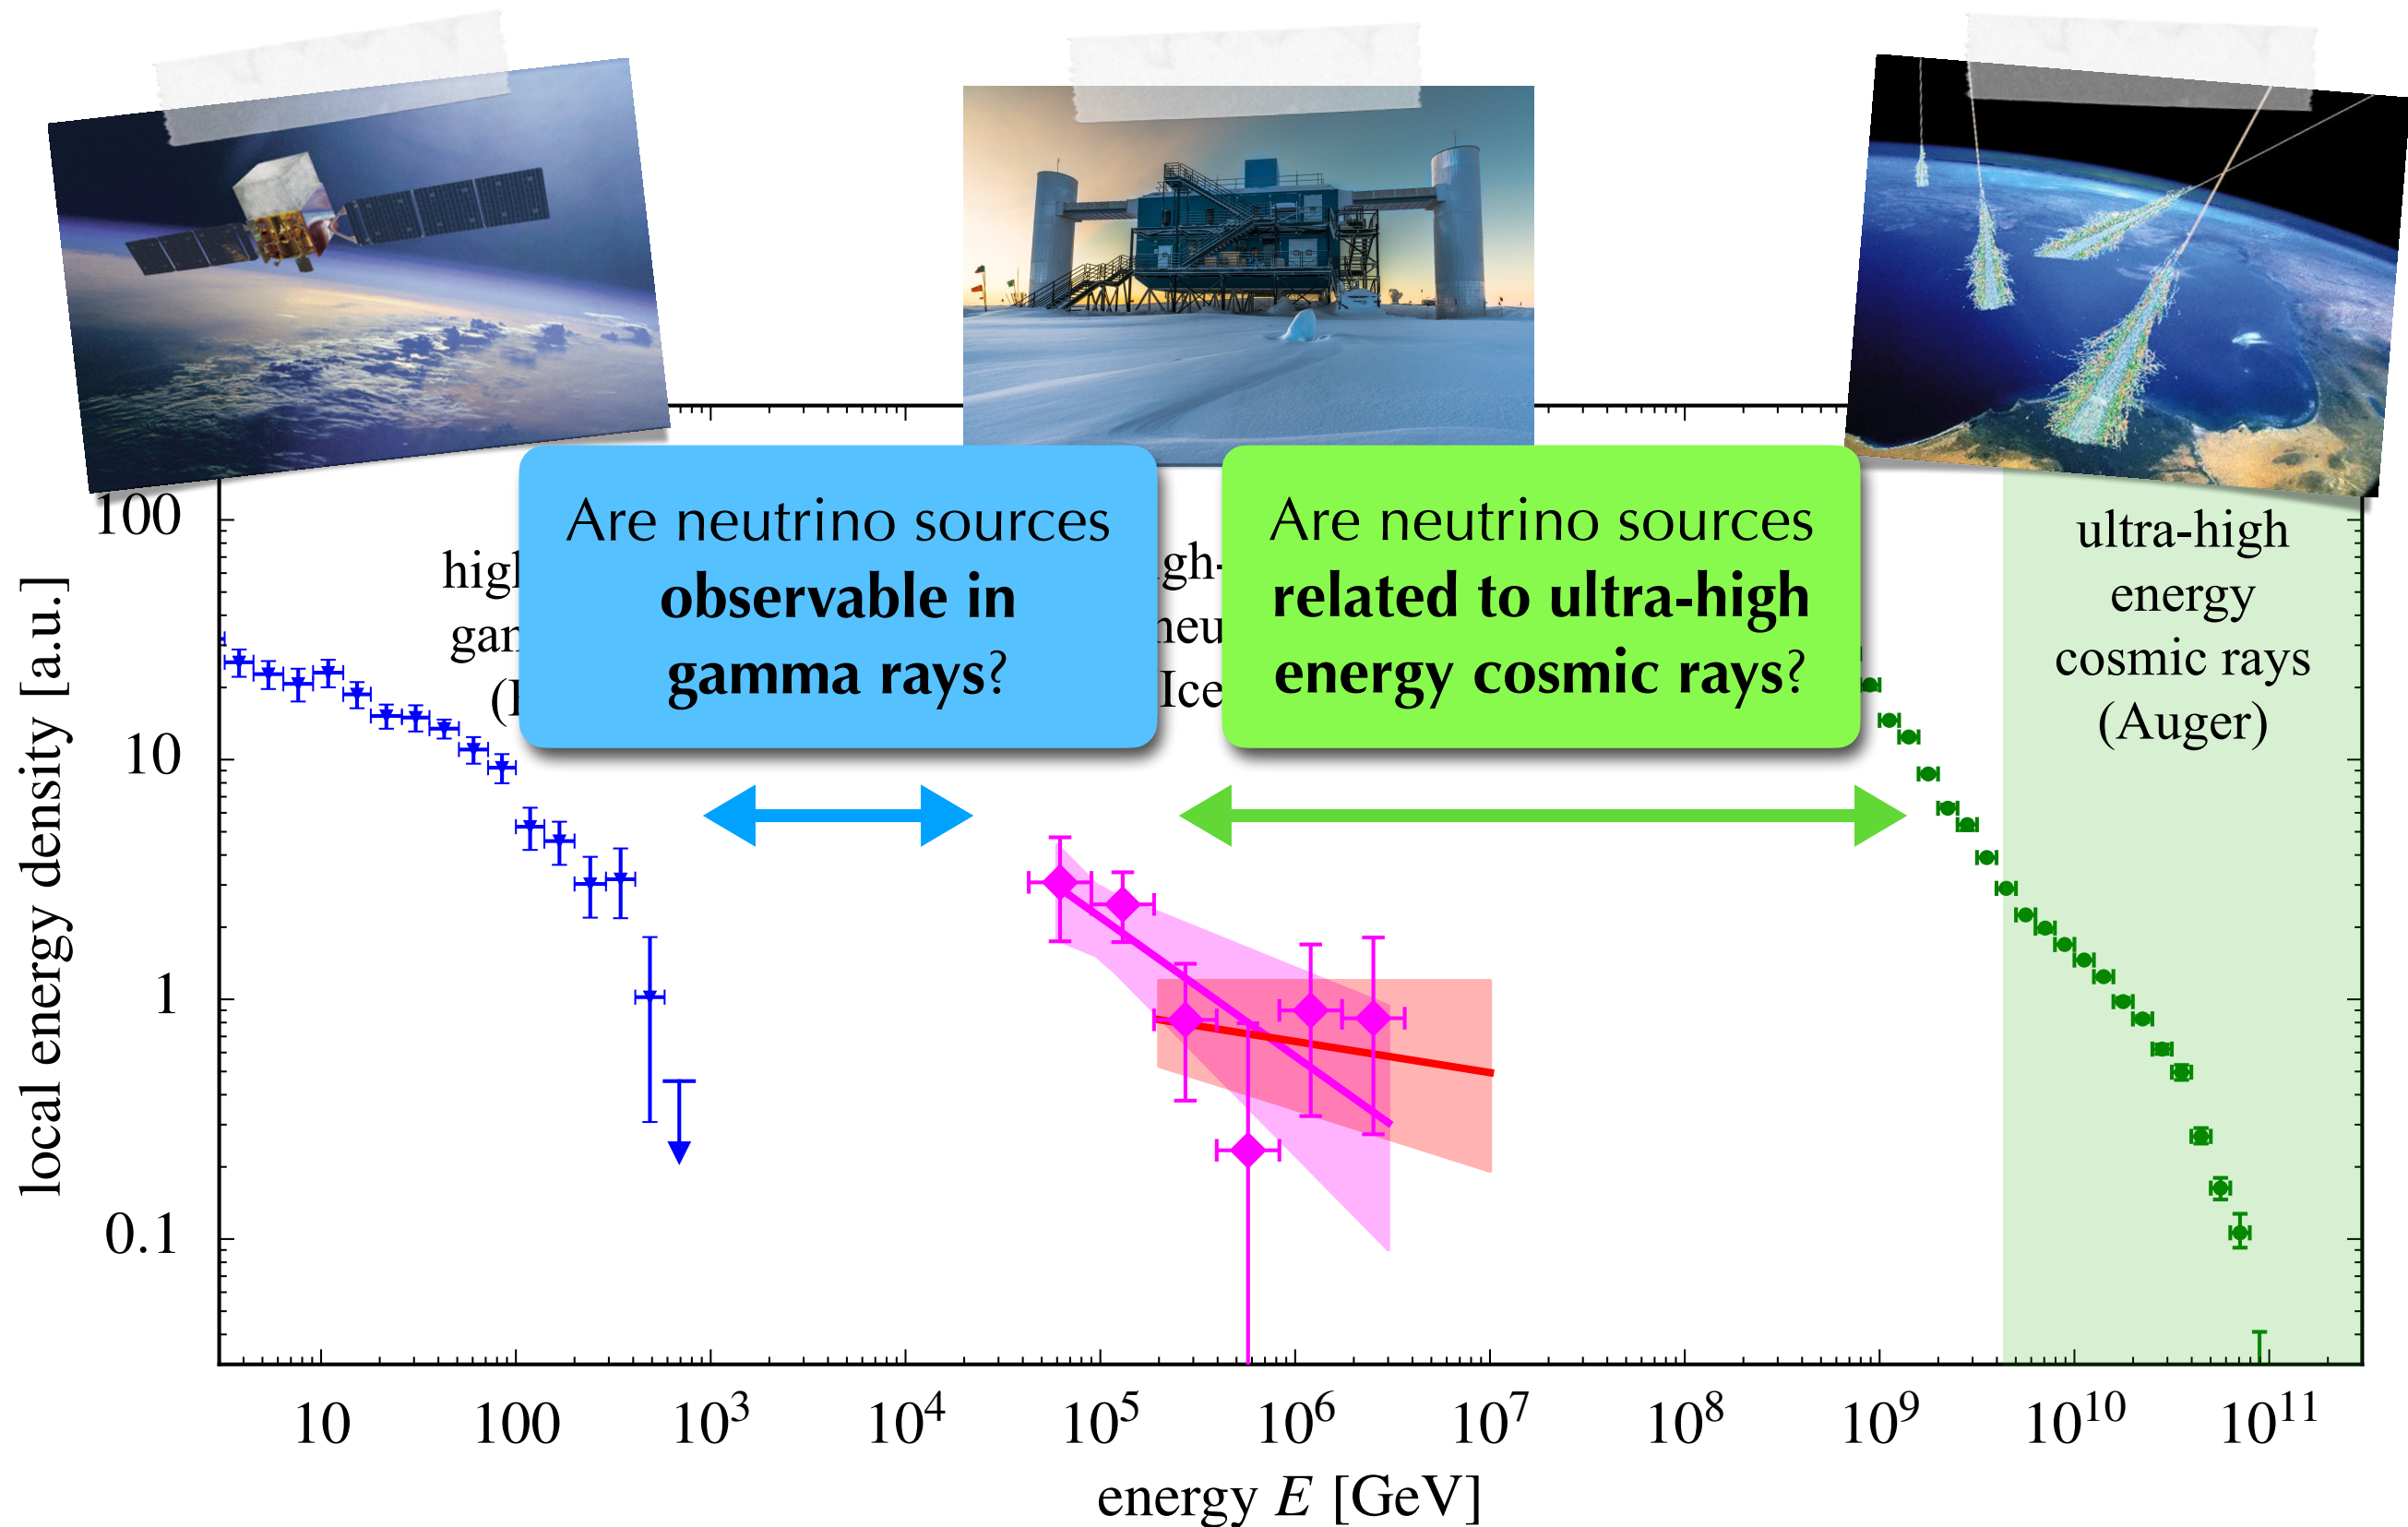 Are neutrino sources
observable in
gamma rays?
Are neutrino sources
related to ultra-high
energy cosmic rays?
ultra-high
energy
cosmic rays
(Auger)
local energy density [a.u.]
100
10
1
0.1
10
100
10³
10⁴
10⁵
10⁶
10⁷
10⁸
10⁹
10¹⁰
10¹¹
energy E [GeV]